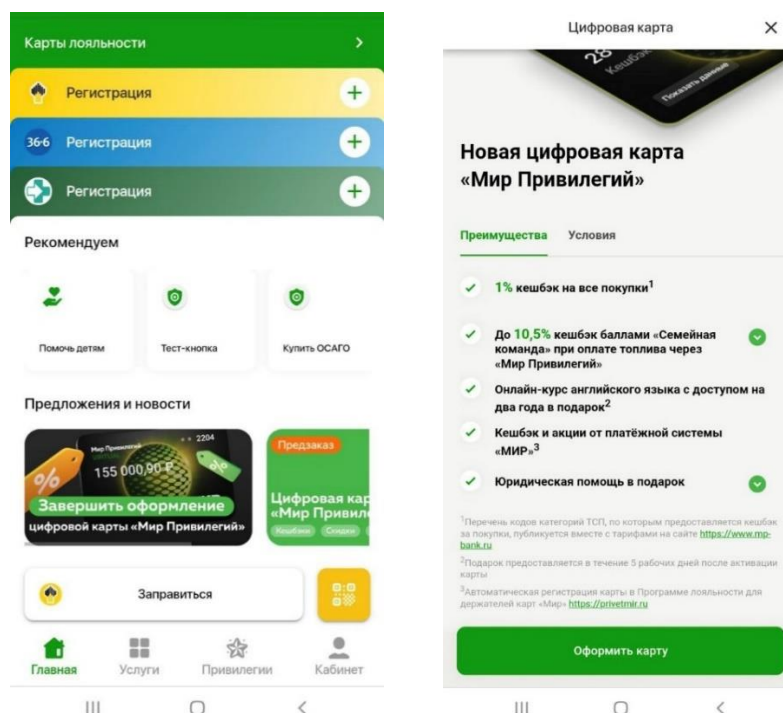 Карты лояльности
Регистрация
36·6 Регистрация
Регистрация
Рекомендуем
Помочь детям
Тест-кнопка
Купить ОСАГО
Предложения и новости
Мир Привилегий
2204
155 000,90 ₽
%
Завершить оформление
цифровой карты «Мир Привилегий»
Предзаказ
Цифровая кар
«Мир Привил
Кешбэк Скидки
Заправиться
Главная
Услуги
Привилегии
Кабинет
Цифровая карта
28
Кешбэк
Показать данные
Новая цифровая карта
«Мир Привилегий»
Преимущества Условия
1% кешбэк на все покупки¹
До 10,5% кешбэк баллами «Семейная
команда» при оплате топлива через
«Мир Привилегий»
Онлайн-курс английского языка с доступом на
два года в подарок²
Кешбэк и акции от платёжной системы
«МИР»³
Юридическая помощь в подарок
¹Перечень кодов категорий ТСП, по которым предоставляется кешбэк
за покупки, публикуется вместе с тарифами на сайте https://www.mp-
bank.ru
²Подарок предоставляется в течение 5 рабочих дней после активации
карты
³Автоматическая регистрация карты в Программе лояльности для
держателей карт «Мир» https://privetmir.ru
Оформить карту